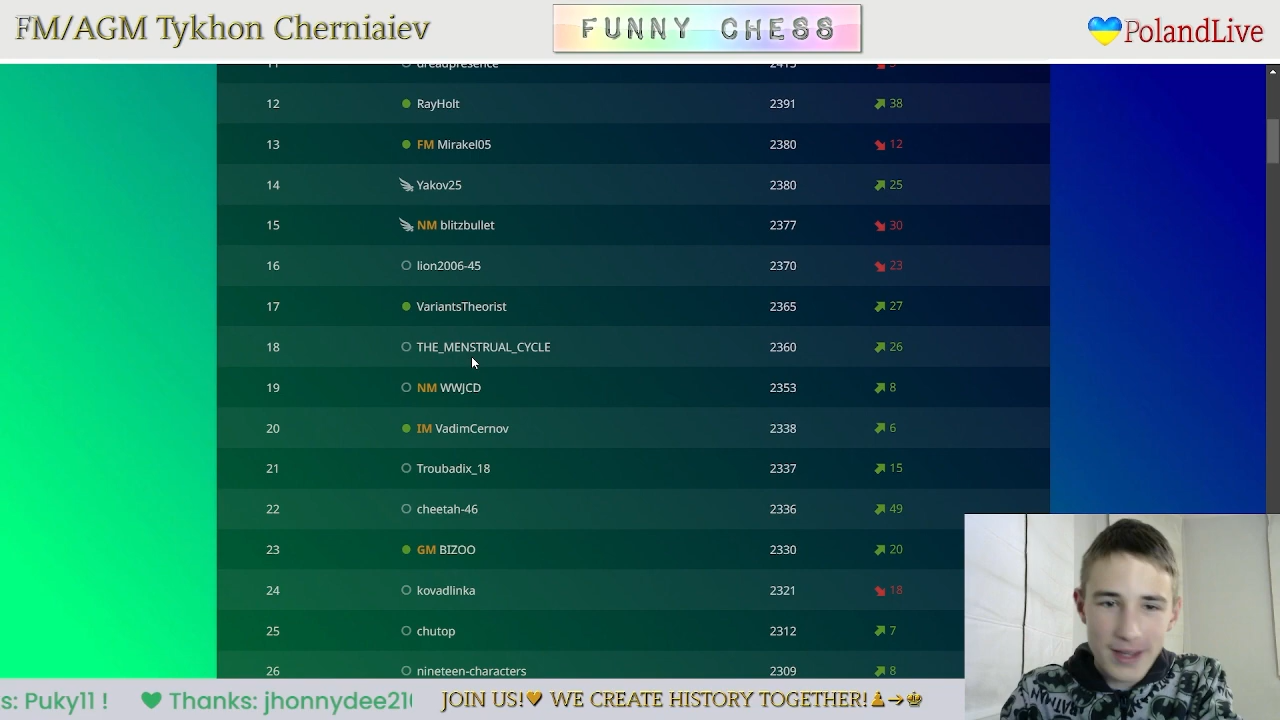 FM/AGM Tykhon Cherniaiev
FUNNY CHESS
PolandLive
11 dreadpresence 2413
12 RayHolt 2391 38
13 FM Mirakel05 2380 12
14 Yakov25 2380 25
15 NM blitzbullet 2377 30
16 lion2006-45 2370 23
17 VariantsTheorist 2365 27
18 THE_MENSTRUAL_CYCLE 2360 26
19 NM WWJCD 2353 8
20 IM VadimCernov 2338 6
21 Troubadix_18 2337 15
22 cheetah-46 2336 49
23 GM BIZOO 2330 20
24 kovadlinka 2321 18
25 chutop 2312 7
26 nineteen-characters 2309 8
s: Puky11 ! Thanks: jhonnydee21
JOIN US! WE CREATE HISTORY TOGETHER!